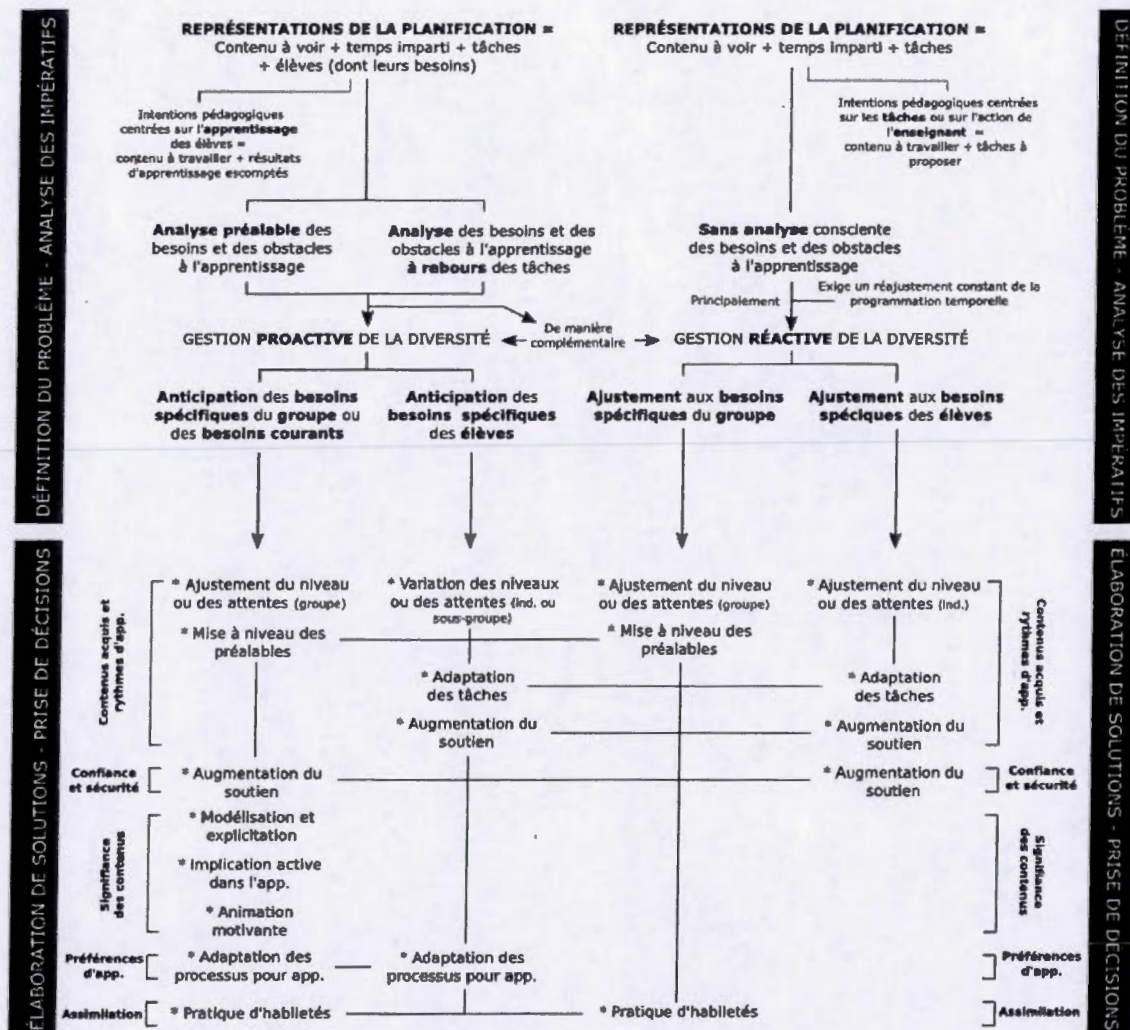 DÉFINITION DU PROBLÈME - ANALYSE DES IMPÉRATIFS
REPRÉSENTATIONS DE LA PLANIFICATION =
Contenu à voir + temps imparti + tâches
+ élèves (dont leurs besoins)
Intentions pédagogiques
centrées sur l'apprentissage
des élèves =
contenu à travailler + résultats
d'apprentissage escomptés
Analyse préalable des
besoins et des obstacles
à l'apprentissage
Analyse des besoins et des
obstacles à l'apprentissage
à rebours des tâches
REPRÉSENTATIONS DE LA PLANIFICATION =
Contenu à voir + temps imparti + tâches
Intentions pédagogiques centrées
sur les tâches ou sur l'action de
l'enseignant =
contenu à travailler + tâches à
proposer
Sans analyse consciente
des besoins et des obstacles
à l'apprentissage
Principalement
Exige un réajustement constant de la
programmation temporelle
GESTION PROACTIVE DE LA DIVERSITÉ
De manière
complémentaire
GESTION RÉACTIVE DE LA DIVERSITÉ
Anticipation des besoins
spécifiques du groupe ou
des besoins courants
Anticipation des
besoins spécifiques
des élèves
Ajustement aux besoins
spécifiques du groupe
Ajustement aux besoins
spéciques des élèves
DÉFINITION DU PROBLÈME - ANALYSE DES IMPÉRATIFS
ÉLABORATION DE SOLUTIONS - PRISE DE DÉCISIONS
Contenus acquis et
rythmes d'app.
* Ajustement du niveau
ou des attentes (groupe)
* Mise à niveau des
préalables
* Variation des niveaux
ou des attentes (ind. ou
sous-groupe)
* Adaptation
des tâches
* Augmentation du
soutien
* Ajustement du niveau
ou des attentes (groupe)
* Mise à niveau des
préalables
* Ajustement du niveau
ou des attentes (ind.)
* Adaptation
des tâches
* Augmentation du
soutien
Contenus acquis et
rythmes d'app.
Confiance
et sécurité
* Augmentation du
soutien
* Augmentation du
soutien
Confiance
et sécurité
Signifiance
des contenus
* Modélisation et
explicitation
* Implication active
dans l'app.
* Animation
motivante
Signifiance
des contenus
Préférences
d'app.
* Adaptation des
processus pour app.
* Adaptation des
processus pour app.
Préférences
d'app.
Assimilation
* Pratique d'habiletés
* Pratique d'habiletés
Assimilation
ÉLABORATION DE SOLUTIONS - PRISE DE DÉCISIONS